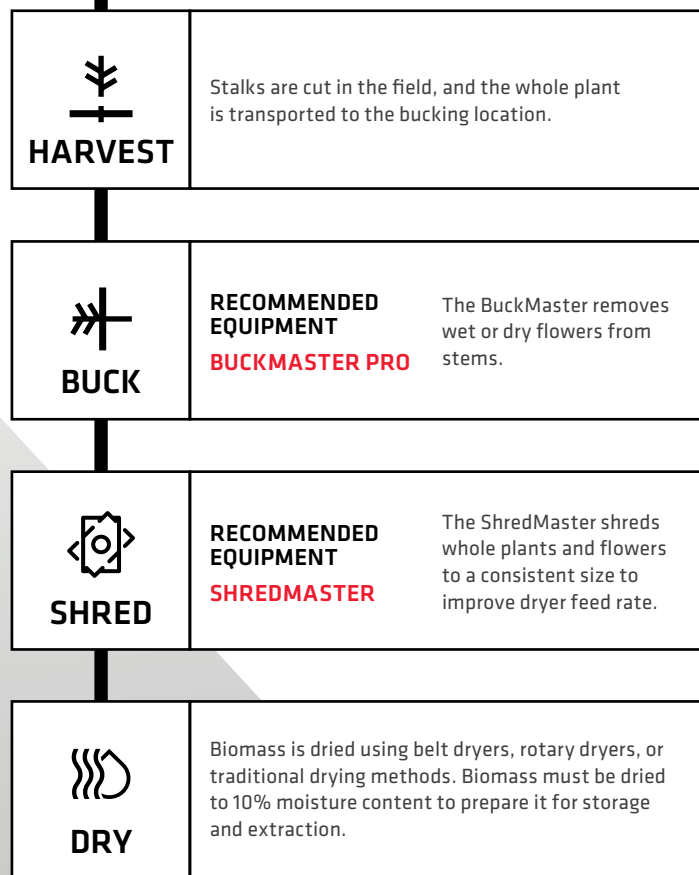 HARVEST
Stalks are cut in the field, and the whole plant
is transported to the bucking location.
BUCK
RECOMMENDED
EQUIPMENT
BUCKMASTER PRO
The BuckMaster removes
wet or dry flowers from
stems.
SHRED
RECOMMENDED
EQUIPMENT
SHREDMASTER
The ShredMaster shreds
whole plants and flowers
to a consistent size to
improve dryer feed rate.
DRY
Biomass is dried using belt dryers, rotary dryers, or
traditional drying methods. Biomass must be dried
to 10% moisture content to prepare it for storage
and extraction.